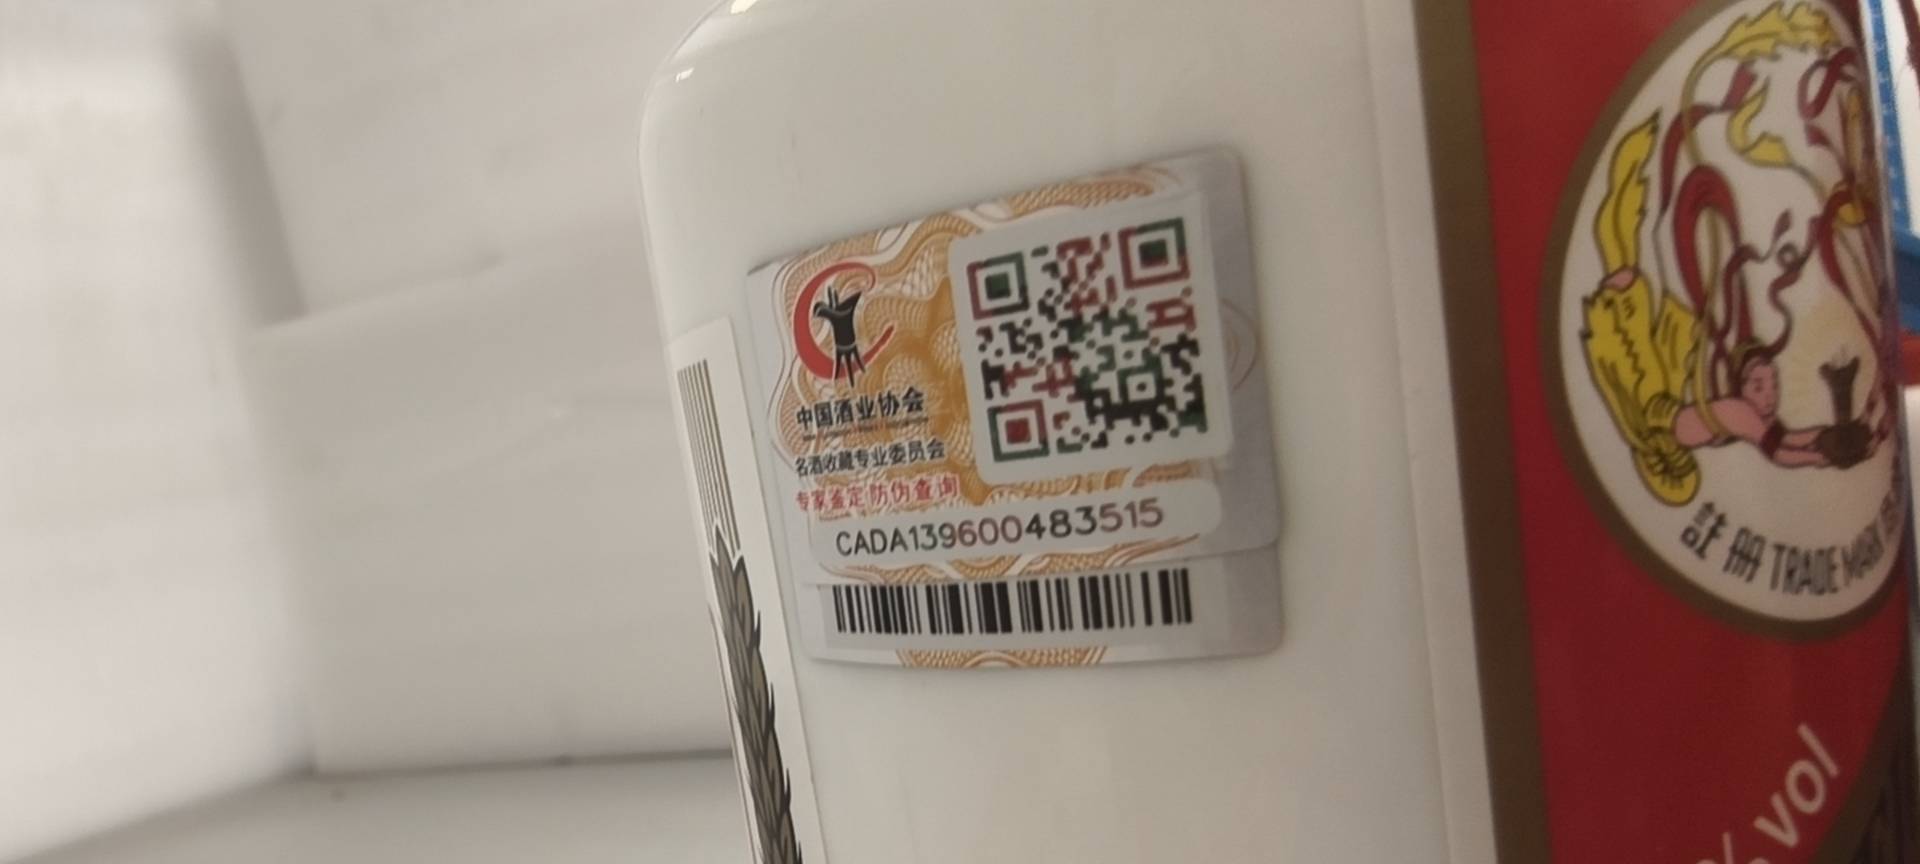 中国酒业协会
名酒收藏专业委员会
专家鉴定 防伪查询
CADA139600483515
註册 TRADE MARK
% vol